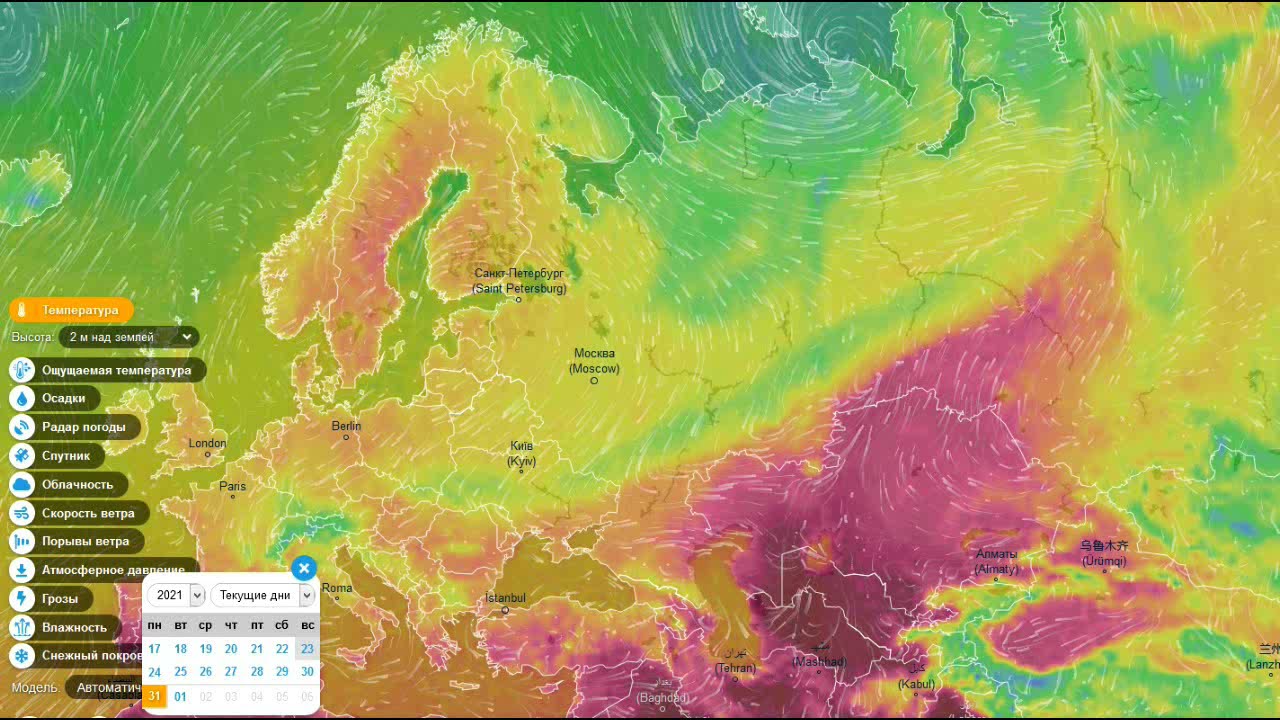 Санкт-Петербург
(Saint Petersburg)
Температура
Высота:
2 м над землей
Москва
(Moscow)
Ощущаемая температура
Осадки
Радар погоды
Berlin
London
Київ
(Kyiv)
Спутник
Paris
Облачность
Скорость ветра
Порывы ветра
乌鲁木齐
(Ürümqi)
Алматы
(Almaty)
Атмосферное давление
Roma
İstanbul
2021
Текущие дни
Грозы
пн вт ср чт пт сб вс
Влажность
17 18 19 20 21 22 23
Снежный покров
تهران
(Tehran)
مشهد
(Mashhad)
کابل
(Kabul)
兰州
(Lanzh
24 25 26 27 28 29 30
Модель:
Автоматич
31 01 02 03 04 05 06
بغداد
(Baghdad)